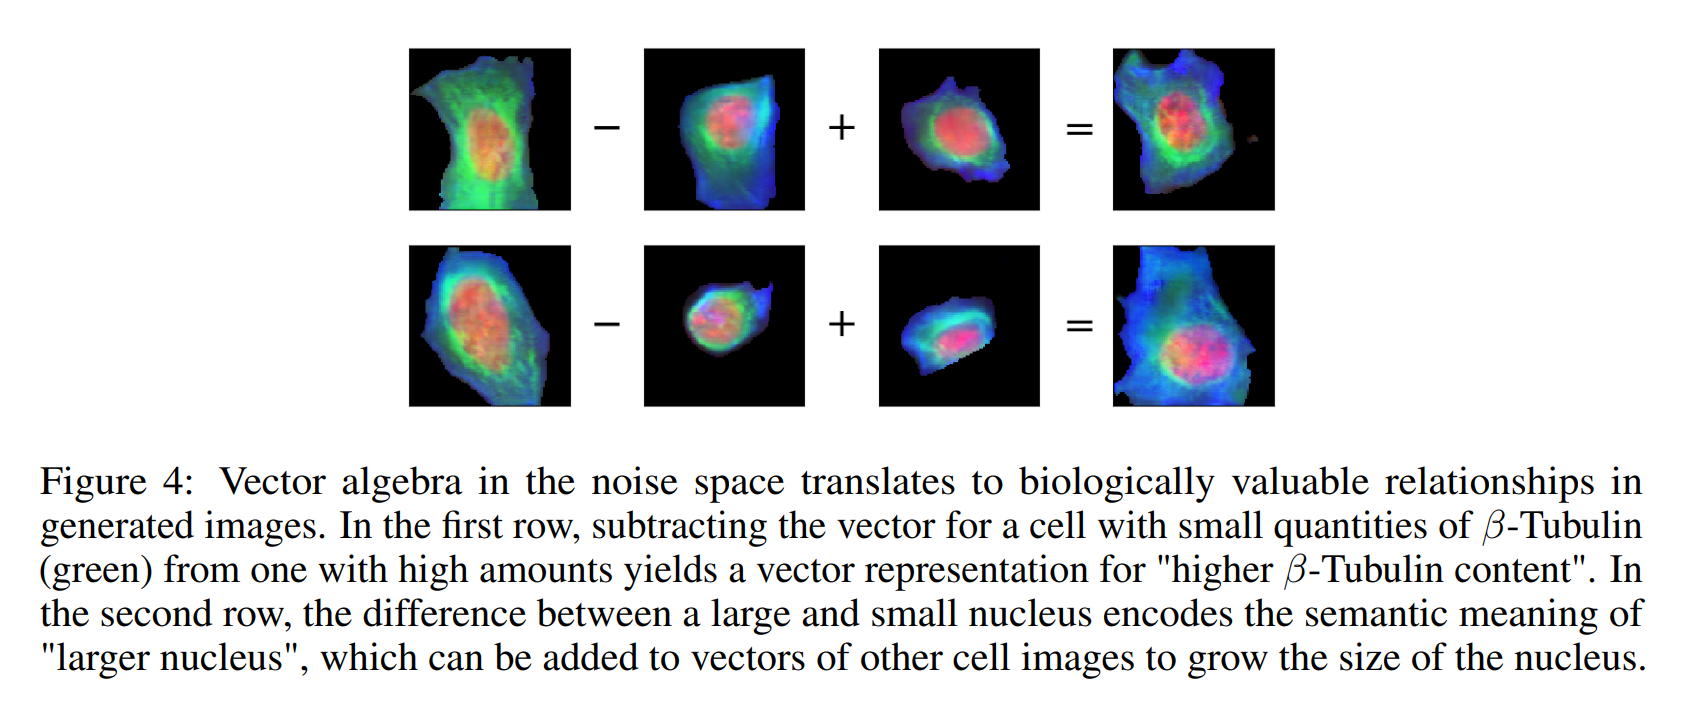 − + =
− + =
Figure 4: Vector algebra in the noise space translates to biologically valuable relationships in
generated images. In the first row, subtracting the vector for a cell with small quantities of β-Tubulin
(green) from one with high amounts yields a vector representation for "higher β-Tubulin content". In
the second row, the difference between a large and small nucleus encodes the semantic meaning of
"larger nucleus", which can be added to vectors of other cell images to grow the size of the nucleus.